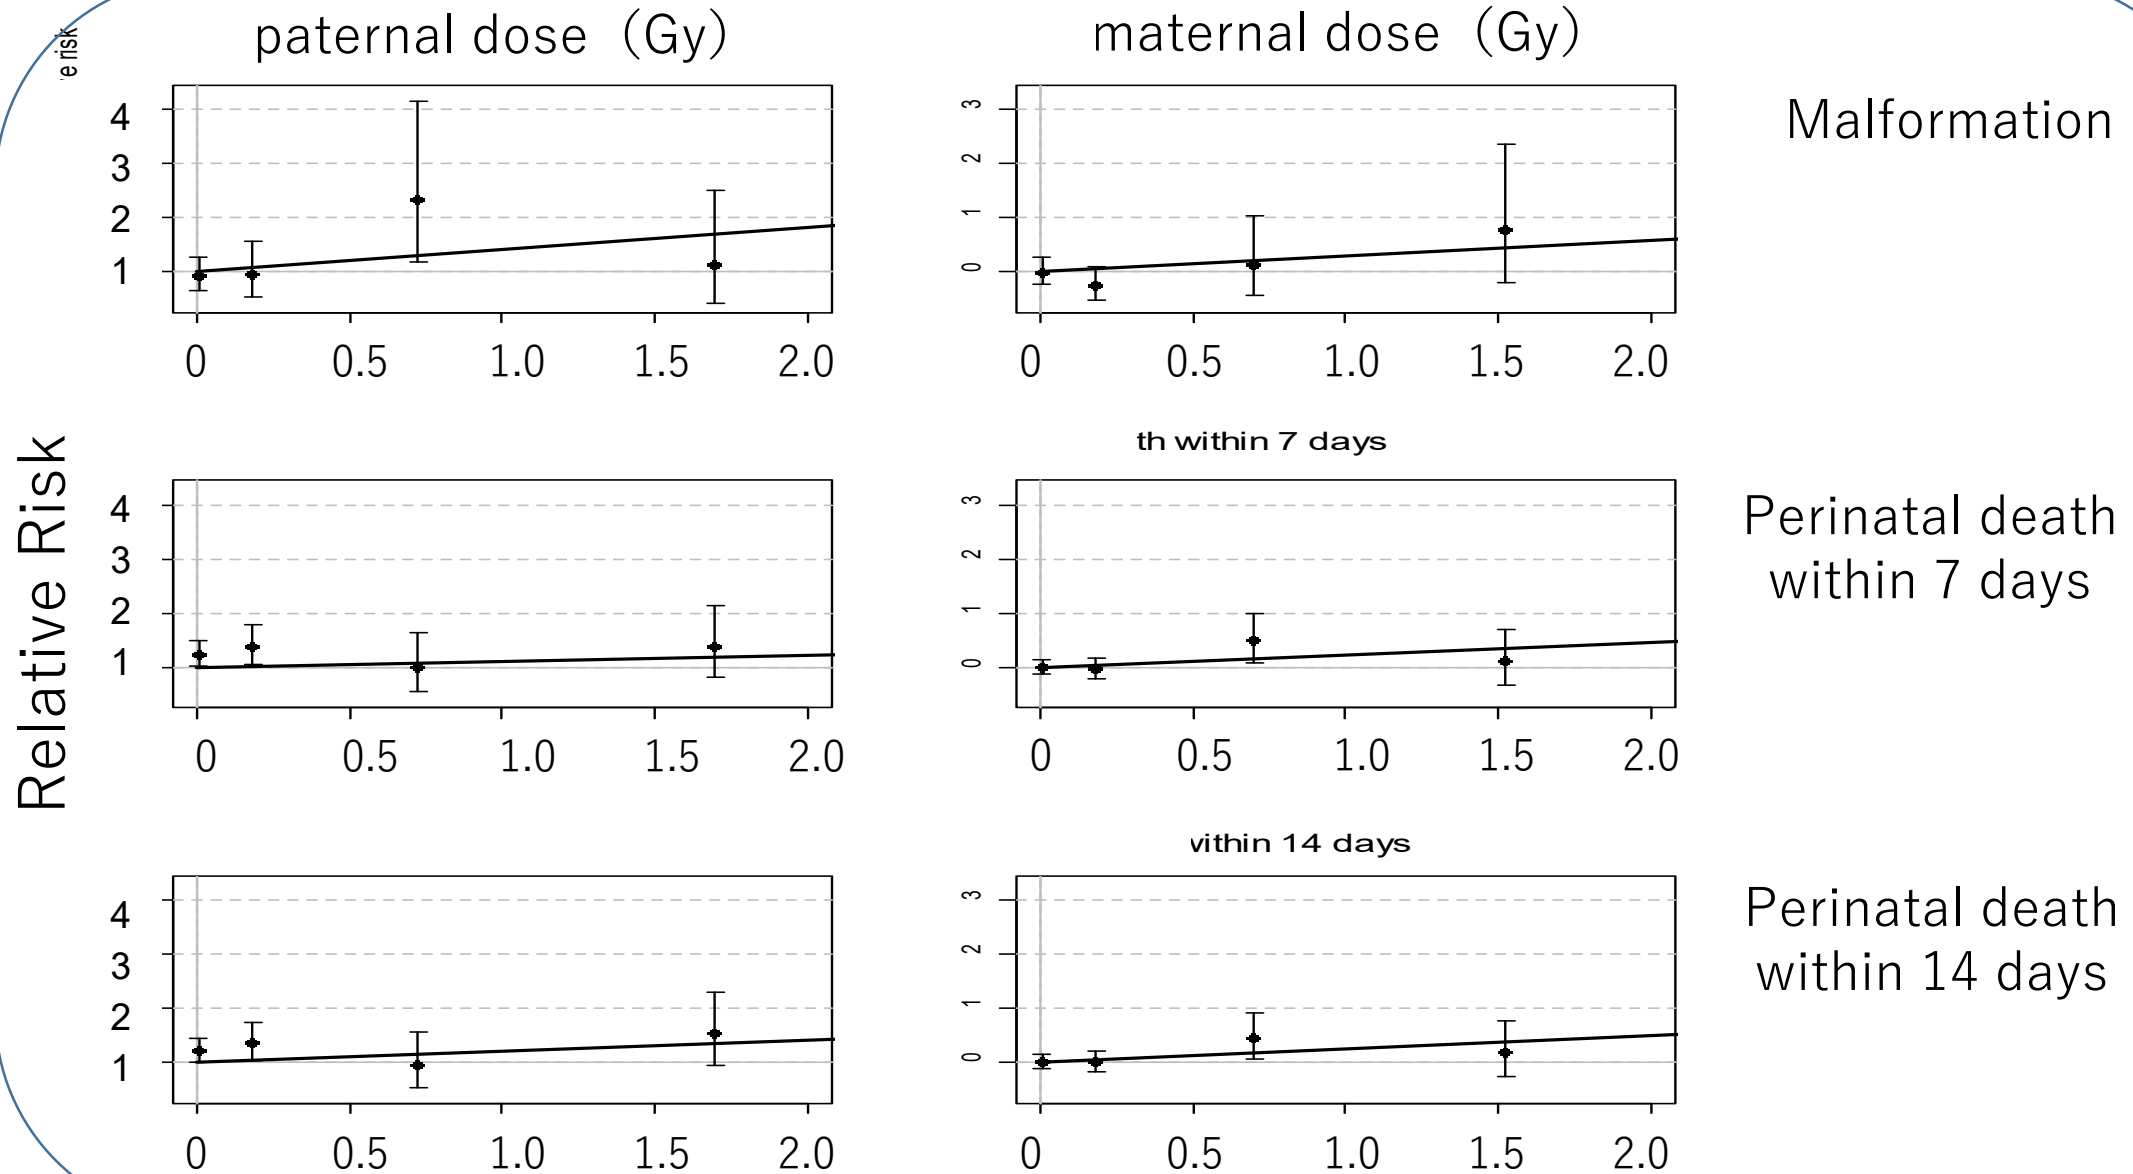 paternal dose（Gy）
maternal dose（Gy）
e risk
4
3
2
1
0 0.5 1.0 1.5 2.0
3
2
1
0
0 0.5 1.0 1.5 2.0
Malformation
Relative Risk
4
3
2
1
0 0.5 1.0 1.5 2.0
th within 7 days
3
2
1
0
0 0.5 1.0 1.5 2.0
Perinatal death
within 7 days
4
3
2
1
0 0.5 1.0 1.5 2.0
within 14 days
3
2
1
0
0 0.5 1.0 1.5 2.0
Perinatal death
within 14 days